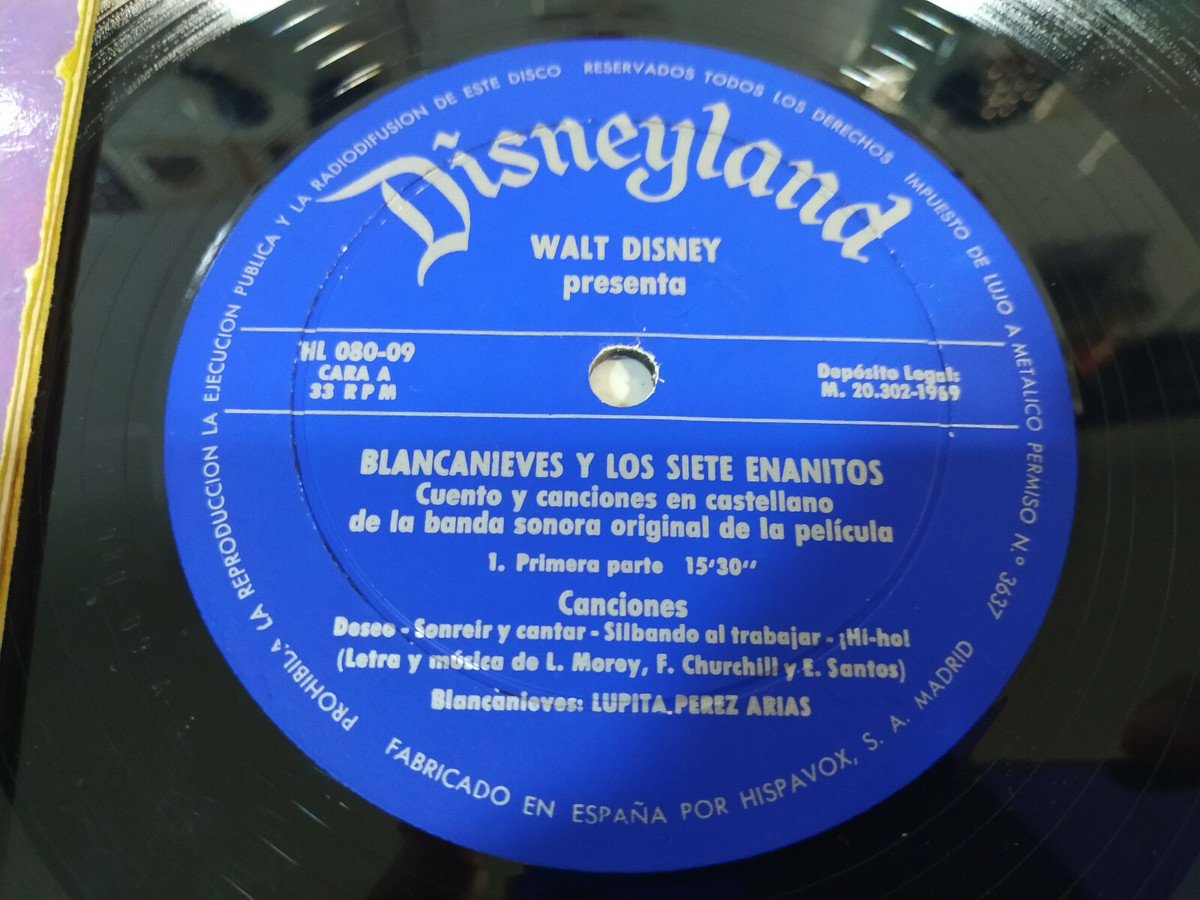 Disneyland
WALT DISNEY
presenta
HL 080-09
CARA A
33 RPM
Depósito Legal:
M. 20.302-1969
BLANCANIEVES Y LOS SIETE ENANITOS
Cuento y canciones en castellano
de la banda sonora original de la película
1. Primera parte 15'30''
Canciones
Deseo - Sonreir y cantar - Silbando al trabajar - ¡Hi-ho!
(Letra y música de L. Morey, F. Churchill y E. Santos)
Blancanieves: LUPITA PEREZ ARIAS
PROHIBIL.A LA REPRODUCCION LA EJECUCION PUBLICA Y LA RADIODIFUSION DE ESTE DISCO RESERVADOS TODOS LOS DERECHOS IMPUESTO DE LUJO A METALICO PERMISO N.º 3637
FABRICADO EN ESPAÑA POR HISPAVOX, S. A. MADRID